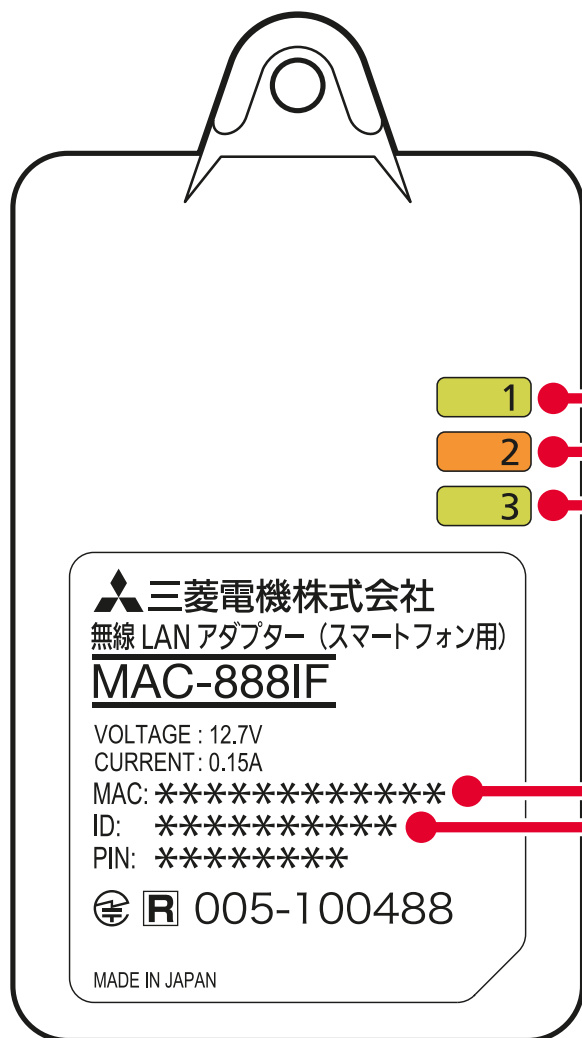 1
2
3
三菱電機株式会社
無線 LAN アダプター（スマートフォン用）
MAC-888IF
VOLTAGE : 12.7V
CURRENT : 0.15A
MAC: ************
ID: **********
PIN: ********
R 005-100488
MADE IN JAPAN